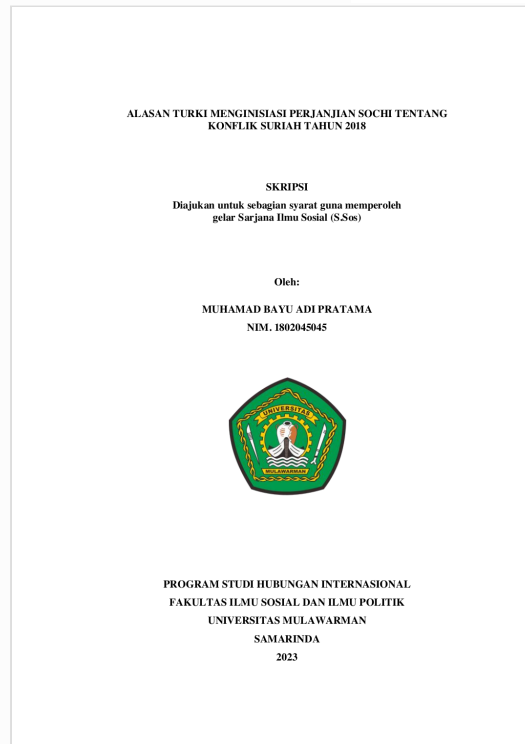 ALASAN TURKI MENGINISIASI PERJANJIAN SOCHI TENTANG
KONFLIK SURIAH TAHUN 2018
SKRIPSI
Diajukan untuk sebagian syarat guna memperoleh
gelar Sarjana Ilmu Sosial (S.Sos)
Oleh:
MUHAMAD BAYU ADI PRATAMA
NIM. 1802045045
UNIVERSITAS
MULAWARMAN
PROGRAM STUDI HUBUNGAN INTERNASIONAL
FAKULTAS ILMU SOSIAL DAN ILMU POLITIK
UNIVERSITAS MULAWARMAN
SAMARINDA
2023